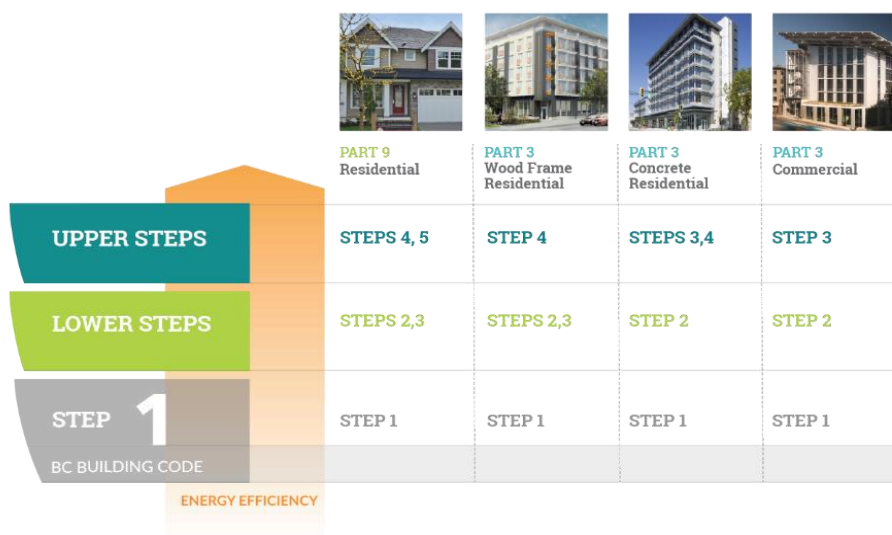 PART 9
Residential
PART 3
Wood Frame
Residential
PART 3
Concrete
Residential
PART 3
Commercial
UPPER STEPS
STEPS 4, 5
STEP 4
STEPS 3,4
STEP 3
LOWER STEPS
STEPS 2,3
STEPS 2,3
STEP 2
STEP 2
STEP 1
STEP 1
STEP 1
STEP 1
STEP 1
BC BUILDING CODE
ENERGY EFFICIENCY